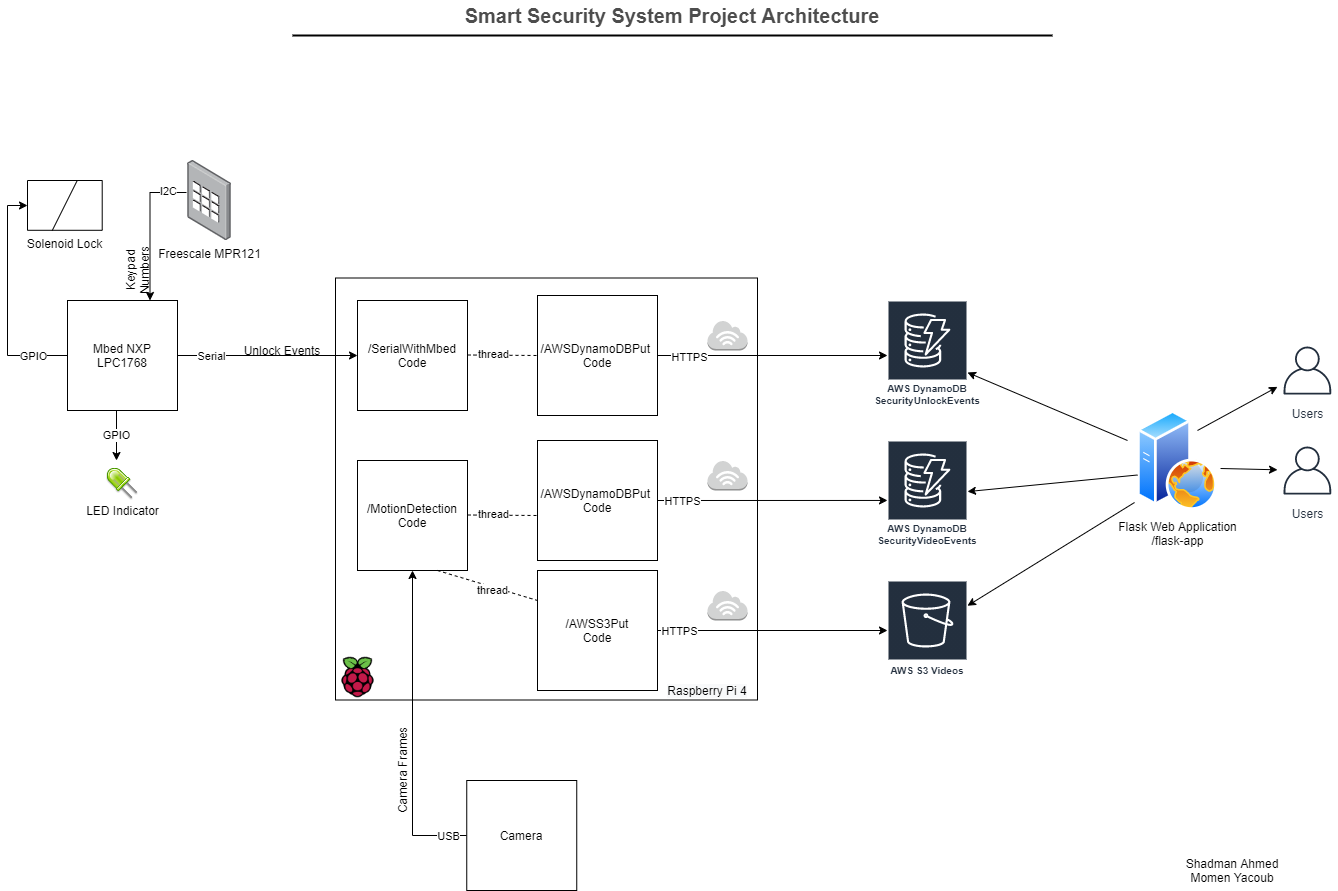 Smart Security System Project Architecture
I2C
Solenoid Lock
Freescale MPR121
Keypad
Numbers
GPIO
Mbed NXP
LPC1768
Serial
Unlock Events
GPIO
LED Indicator
/SerialWithMbed
Code
thread
/AWSDynamoDBPut
Code
HTTPS
AWS DynamoDB
SecurityUnlockEvents
/MotionDetection
Code
thread
/AWSDynamoDBPut
Code
HTTPS
AWS DynamoDB
SecurityVideoEvents
thread
/AWSS3Put
Code
HTTPS
AWS S3 Videos
Raspberry Pi 4
Flask Web Application
/flask-app
Users
Users
Camera Frames
USB
Camera
Shadman Ahmed
Momen Yacoub